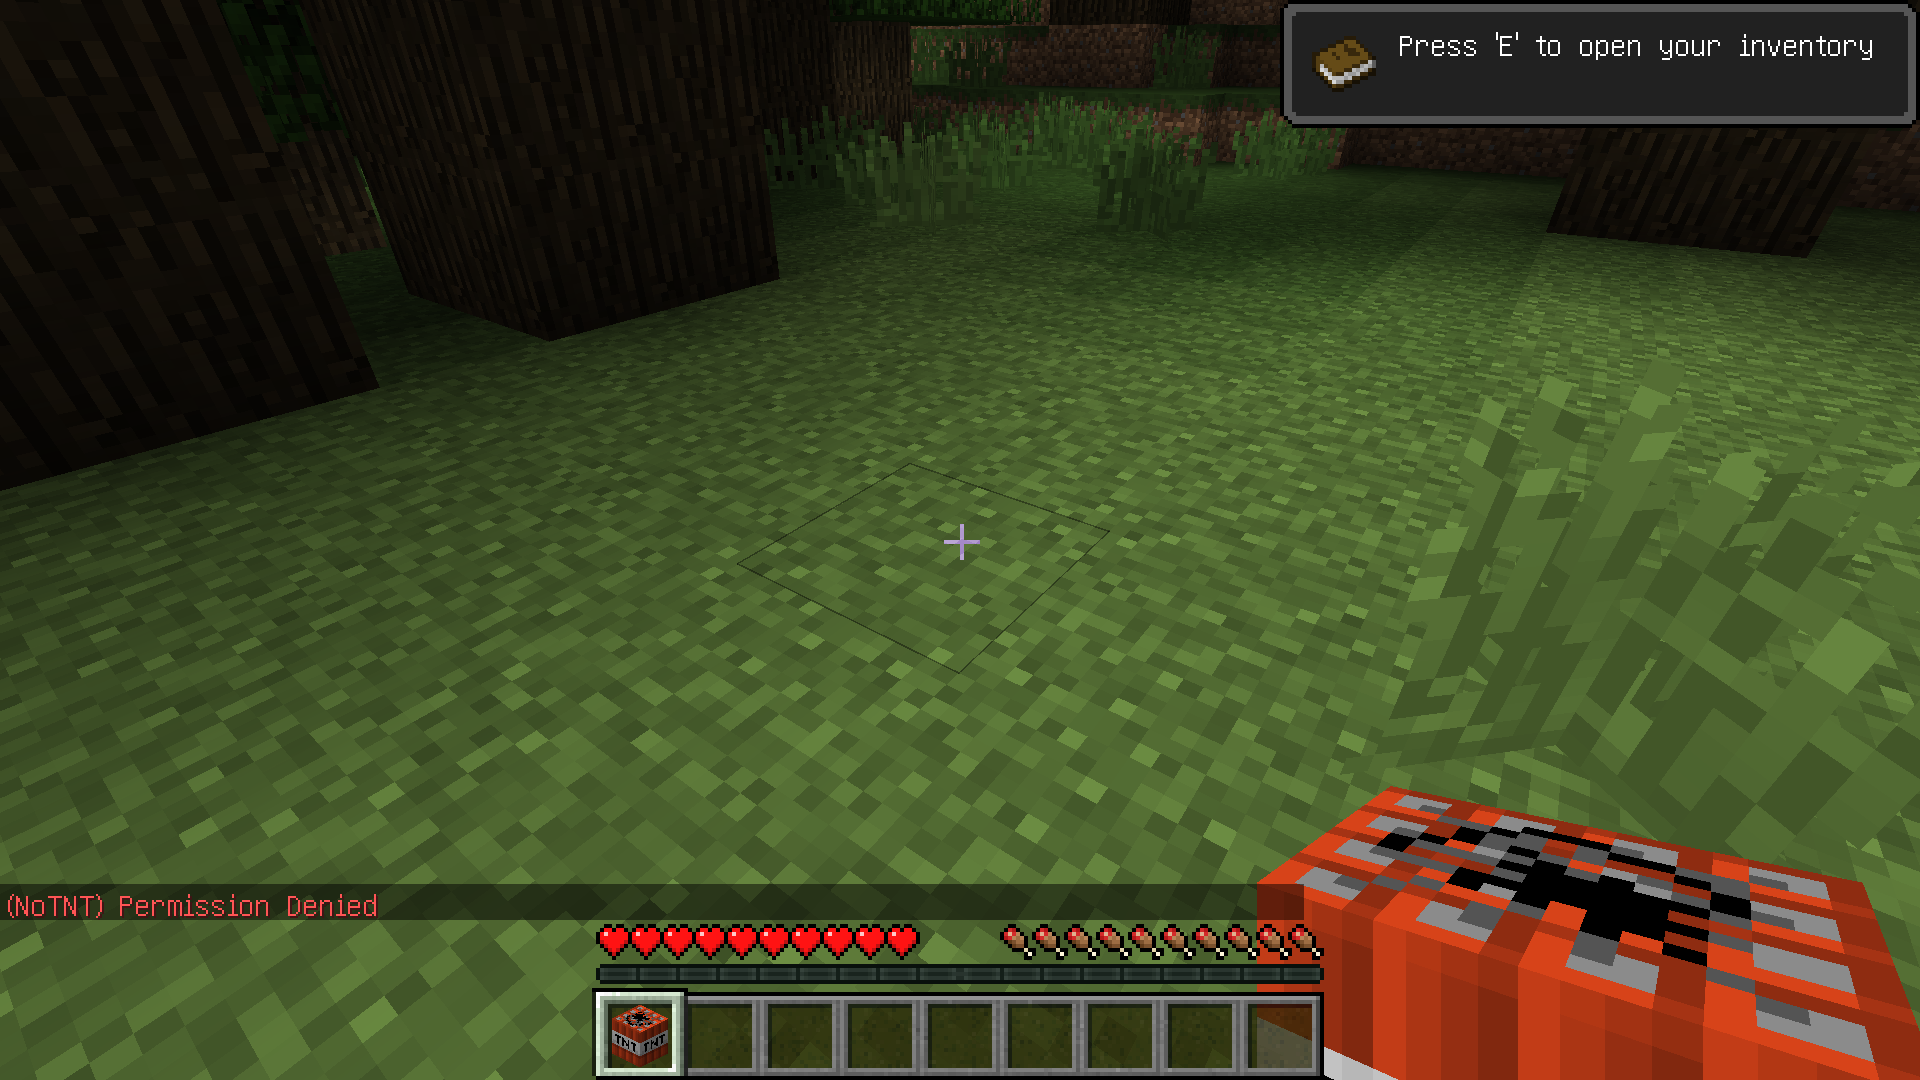 Press 'E' to open your inventory
(NoTNT) Permission Denied
TNT TNT